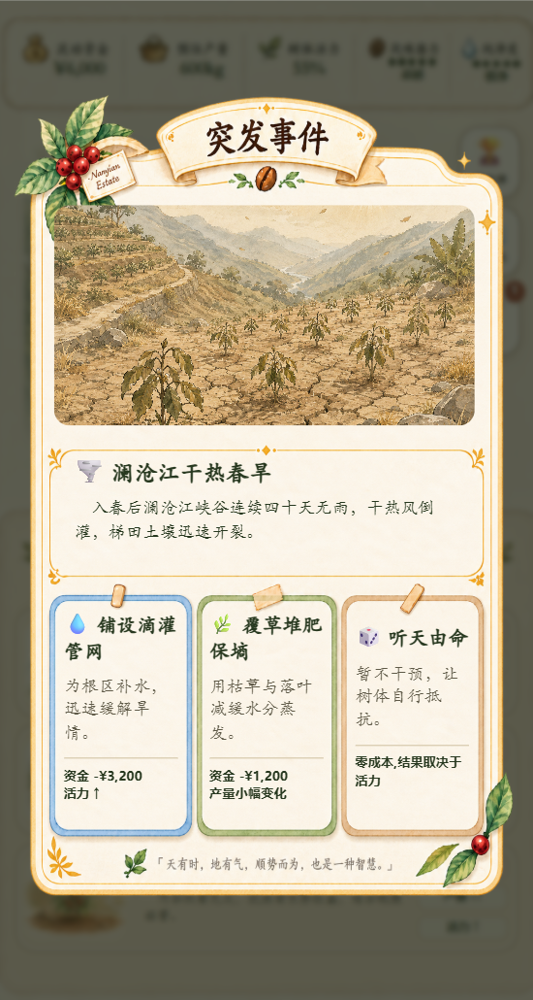 突发事件
Nanjian
Estate
澜沧江干热春旱
入春后澜沧江峡谷连续四十天无雨，干热风倒
灌，梯田土壤迅速开裂。
铺设滴灌
管网
为根区补水，
迅速缓解旱
情。
资金 -¥3,200
活力↑
覆草堆肥
保墒
用枯草与落叶
减缓水分蒸
发。
资金 -¥1,200
产量小幅变化
听天由命
暂不干预，让
树体自行抵
抗。
零成本,结果取决于
活力
「天有时，地有气，顺势而为，也是一种智慧。」